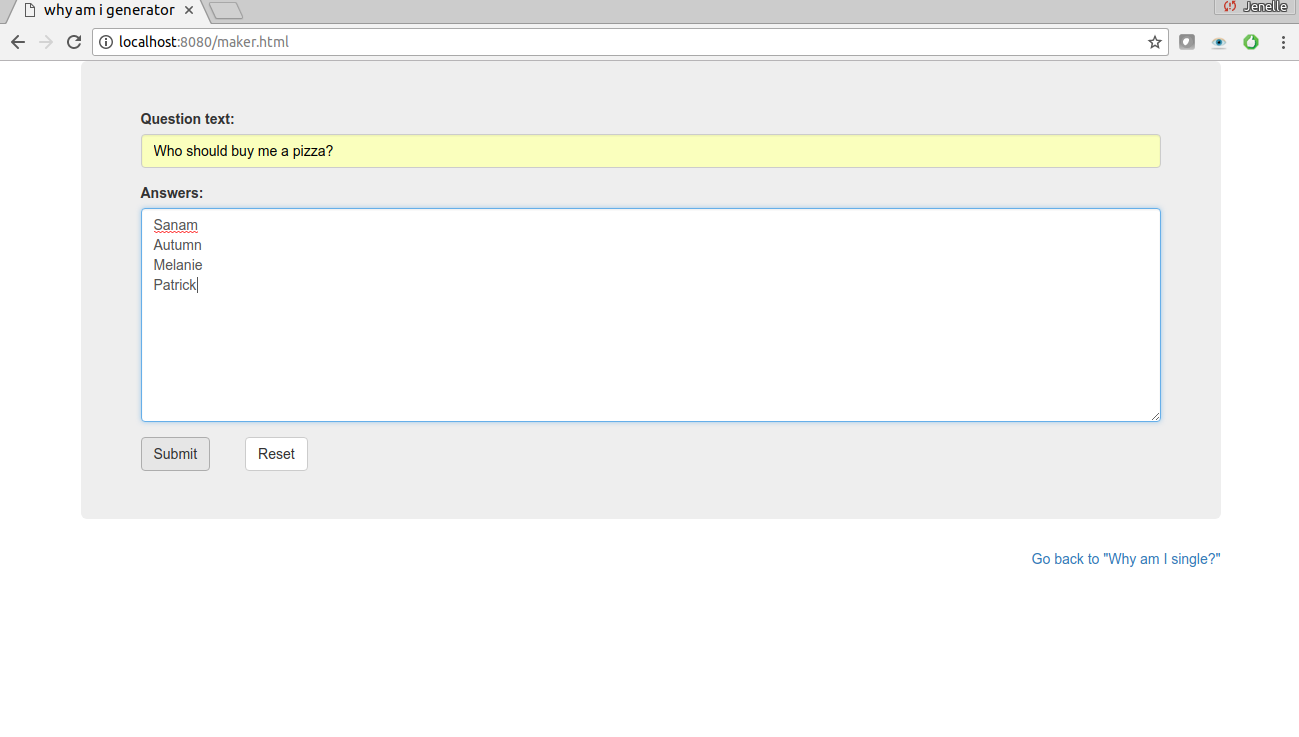 why am i generator
Jenelle
localhost:8080/maker.html
Question text:
Who should buy me a pizza?
Answers:
Sanam
Autumn
Melanie
Patrick
Submit
Reset
Go back to "Why am I single?"